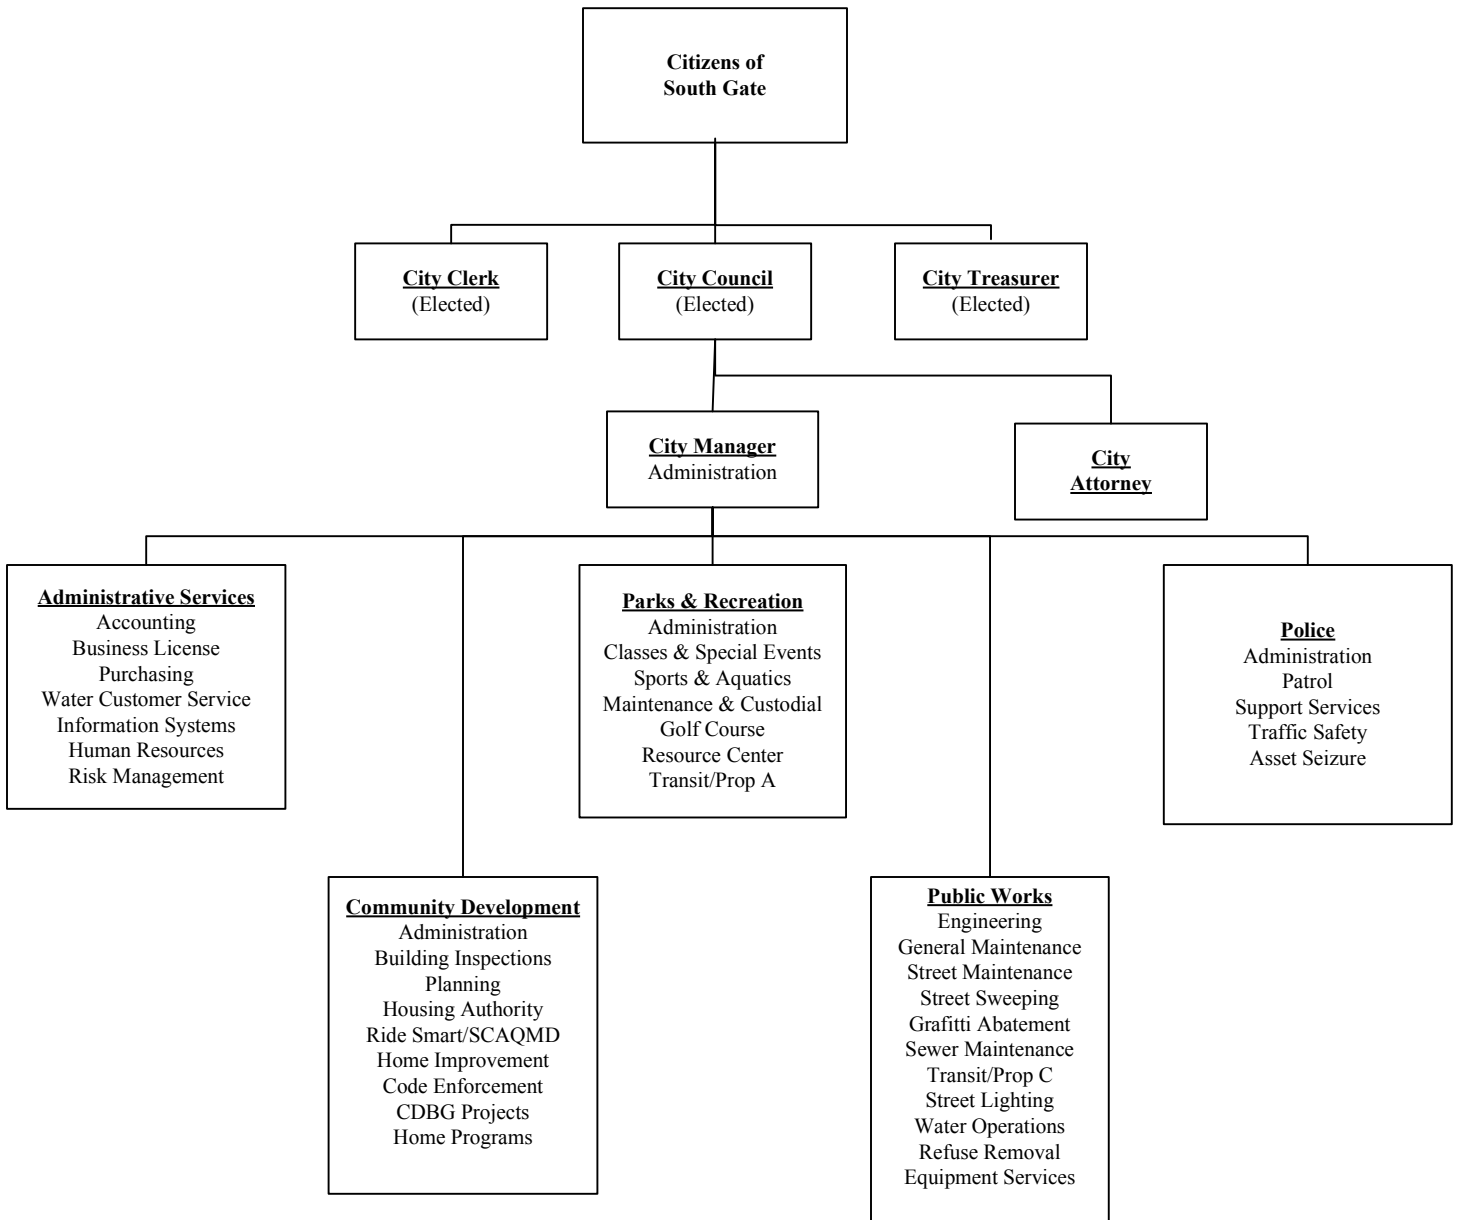 Citizens of
South Gate
City Clerk
(Elected)
City Council
(Elected)
City Treasurer
(Elected)
City Manager
Administration
City
Attorney
Administrative Services
Accounting
Business License
Purchasing
Water Customer Service
Information Systems
Human Resources
Risk Management
Parks & Recreation
Administration
Classes & Special Events
Sports & Aquatics
Maintenance & Custodial
Golf Course
Resource Center
Transit/Prop A
Police
Administration
Patrol
Support Services
Traffic Safety
Asset Seizure
Community Development
Administration
Building Inspections
Planning
Housing Authority
Ride Smart/SCAQMD
Home Improvement
Code Enforcement
CDBG Projects
Home Programs
Public Works
Engineering
General Maintenance
Street Maintenance
Street Sweeping
Grafitti Abatement
Sewer Maintenance
Transit/Prop C
Street Lighting
Water Operations
Refuse Removal
Equipment Services